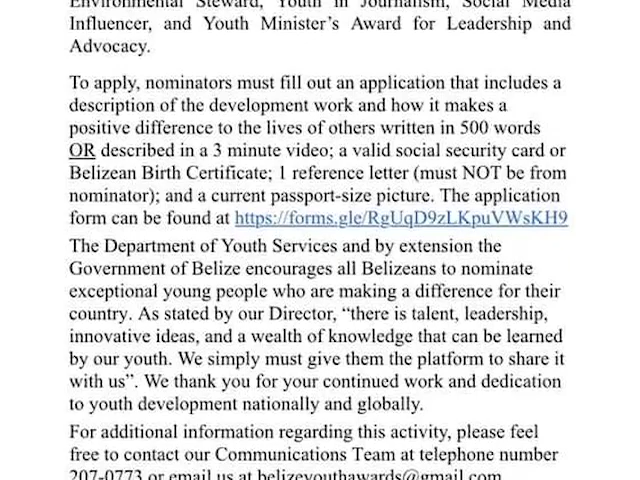 Environmental Steward, Youth in Journalism, Social Media
Influencer, and Youth Minister’s Award for Leadership and
Advocacy.
To apply, nominators must fill out an application that includes a
description of the development work and how it makes a
positive difference to the lives of others written in 500 words
OR described in a 3 minute video; a valid social security card or
Belizean Birth Certificate; 1 reference letter (must NOT be from
nominator); and a current passport-size picture. The application
form can be found at https://forms.gle/RgUqD9zLKpuVWsKH9
The Department of Youth Services and by extension the
Government of Belize encourages all Belizeans to nominate
exceptional young people who are making a difference for their
country. As stated by our Director, “there is talent, leadership,
innovative ideas, and a wealth of knowledge that can be learned
by our youth. We simply must give them the platform to share it
with us”. We thank you for your continued work and dedication
to youth development nationally and globally.
For additional information regarding this activity, please feel
free to contact our Communications Team at telephone number
207-0773 or email us at belizeyouthawards@gmail.com